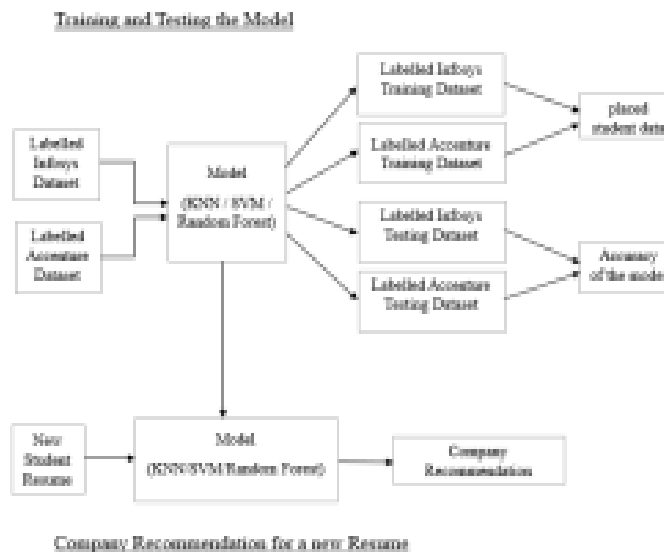 Training and Testing the Model
Labelled Infosys
Training Dataset
placed
student data
Labelled
Infosys
Dataset
Labelled Accenture
Training Dataset
Model
(KNN / SVM /
Random Forest)
Labelled Infosys
Testing Dataset
Labelled
Accenture
Dataset
Accuracy
of the model
Labelled Accenture
Testing Dataset
New
Student
Resume
Model
(KNN/SVM/Random Forest)
Company
Recommendation
Company Recommendation for a new Resume